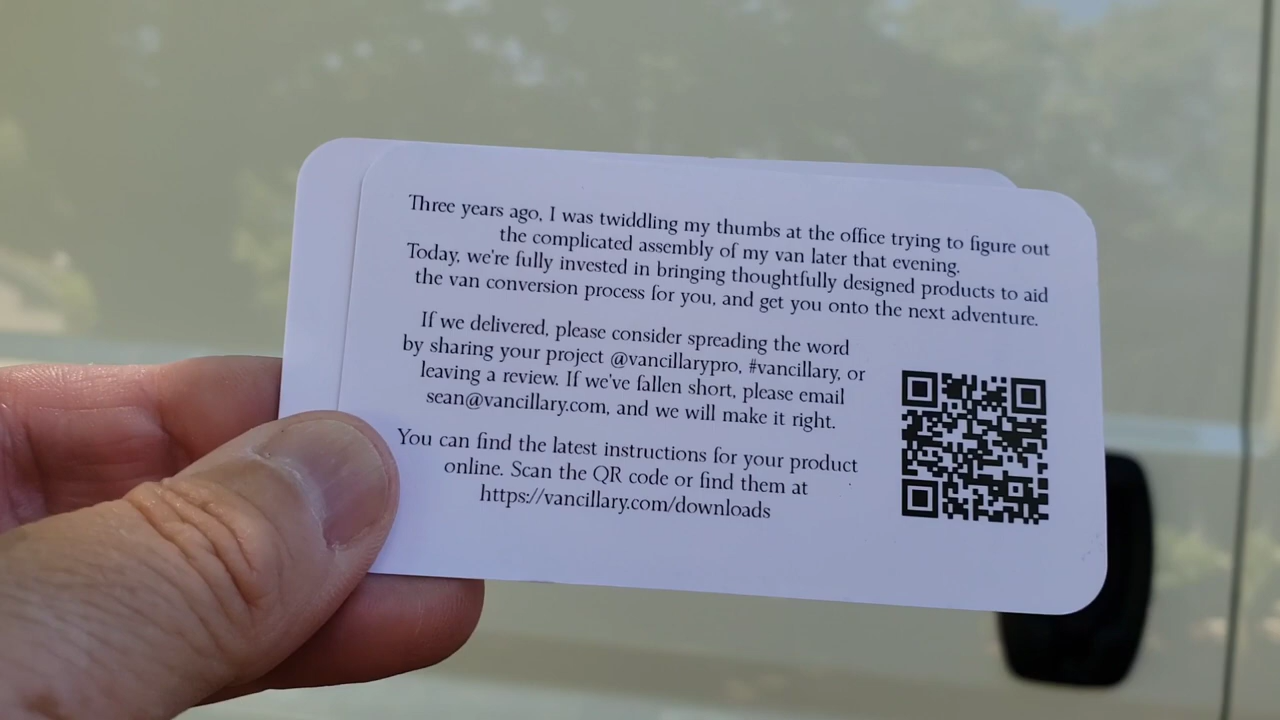 Three years ago, I was twiddling my thumbs at the office trying to figure out
the complicated assembly of my van later that evening.
Today, we're fully invested in bringing thoughtfully designed products to aid
the van conversion process for you, and get you onto the next adventure.
If we delivered, please consider spreading the word
by sharing your project @vancillarypro, #vancillary, or
leaving a review. If we've fallen short, please email
sean@vancillary.com, and we will make it right.
You can find the latest instructions for your product
online. Scan the QR code or find them at
https://vancillary.com/downloads